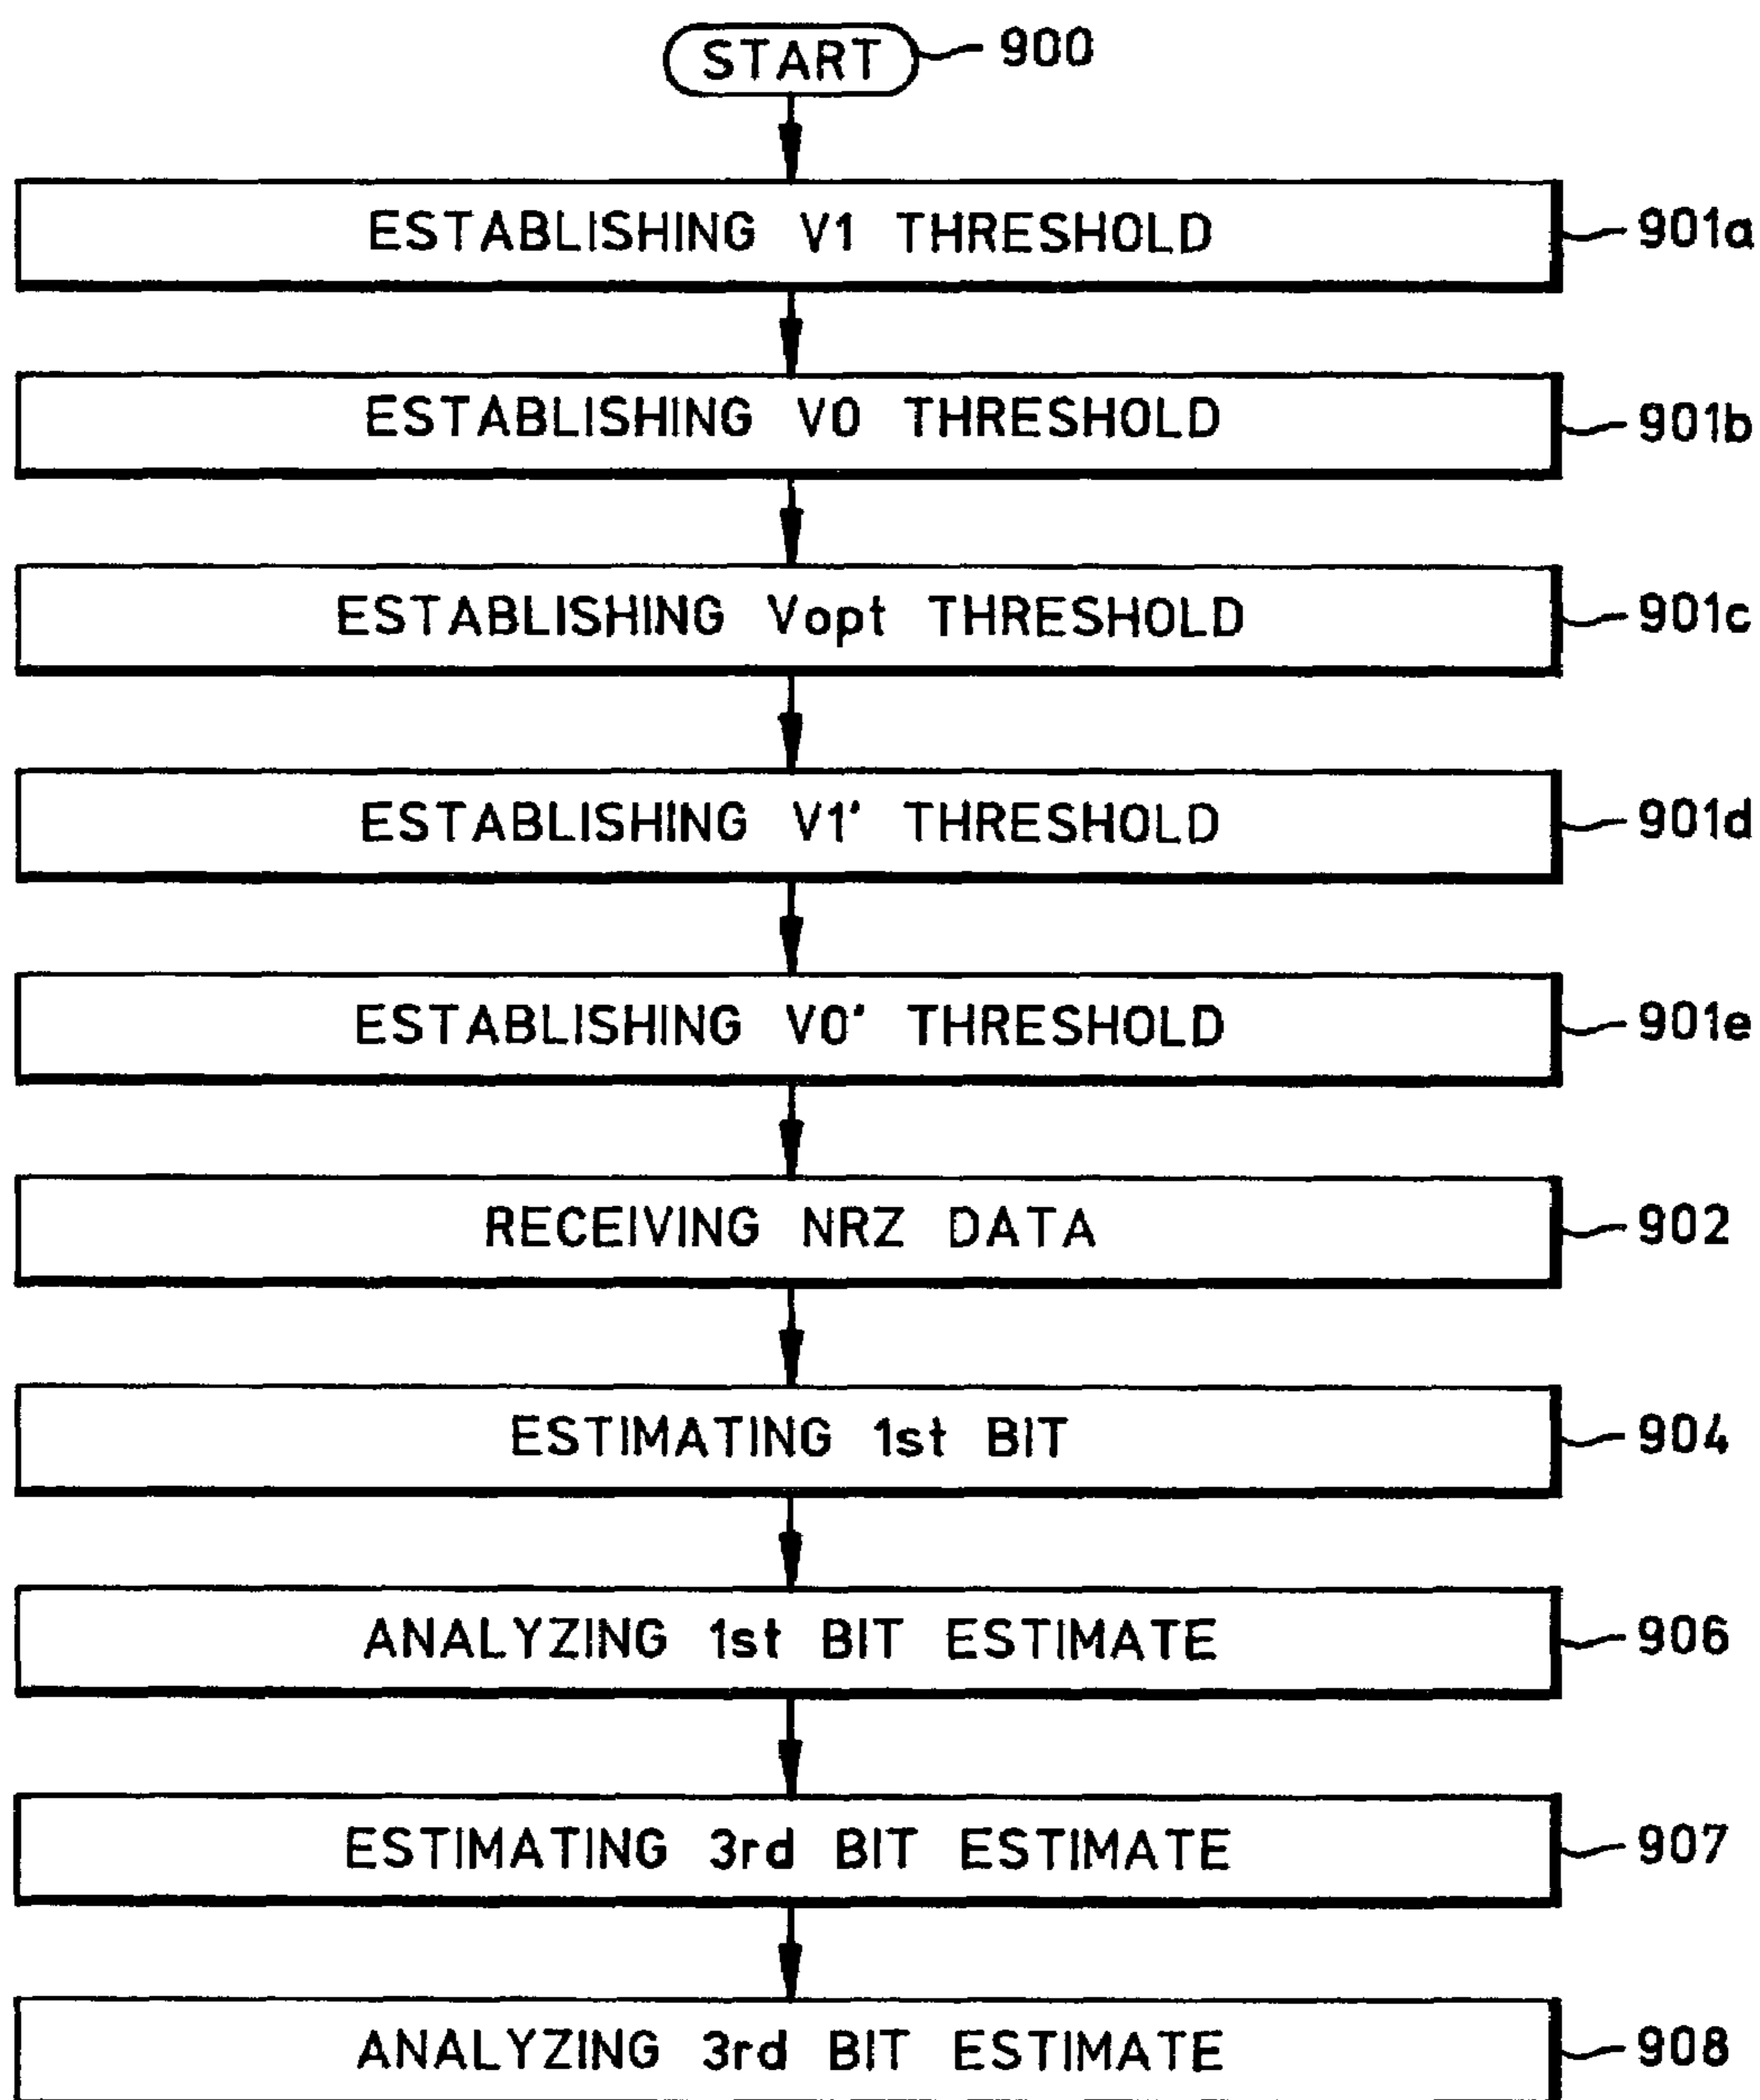 START 900
ESTABLISHING V1 THRESHOLD 901a
ESTABLISHING V0 THRESHOLD 901b
ESTABLISHING Vopt THRESHOLD 901c
ESTABLISHING V1' THRESHOLD 901d
ESTABLISHING V0' THRESHOLD 901e
RECEIVING NRZ DATA 902
ESTIMATING 1st BIT 904
ANALYZING 1st BIT ESTIMATE 906
ESTIMATING 3rd BIT ESTIMATE 907
ANALYZING 3rd BIT ESTIMATE 908